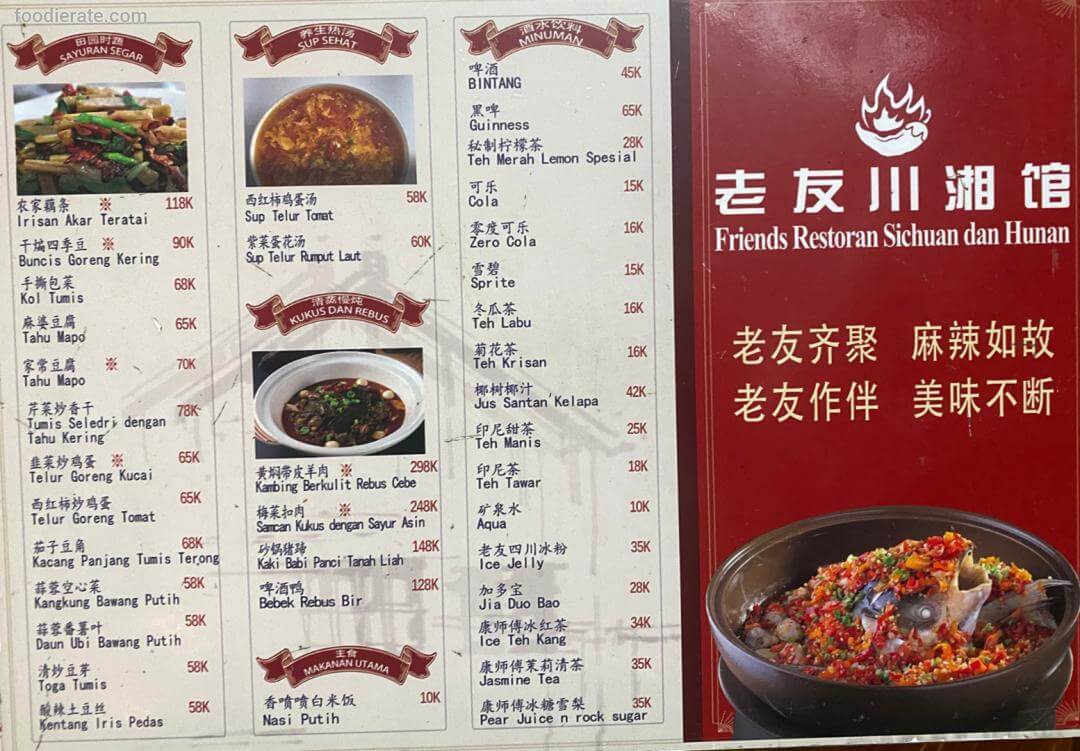 foodierate.com
田园时蔬
SAYURAN SEGAR
农家藕条 ※ 118K
Irisan Akar Teratai
干煸四季豆 ※ 90K
Buncis Goreng Kering
手撕包菜 68K
Kol Tumis
麻婆豆腐 65K
Tahu Mapo
家常豆腐 ※ 70K
Tahu Mapo
芹菜炒香干 78K
Tumis Seledri dengan
Tahu Kering
韭菜炒鸡蛋 ※ 65K
Telur Goreng Kucai
西红柿炒鸡蛋 65K
Telur Goreng Tomat
茄子豆角 68K
Kacang Panjang Tumis Terong
蒜蓉空心菜 58K
Kangkung Bawang Putih
蒜蓉番薯叶 58K
Daun Ubi Bawang Putih
清炒豆芽 58K
Toga Tumis
酸辣土豆丝 58K
Kentang Iris Pedas
养生热汤
SUP SEHAT
西红柿鸡蛋汤 58K
Sup Telur Tomat
紫菜蛋花汤 60K
Sup Telur Rumput Laut
清蒸慢炖
KUKUS DAN REBUS
黄焖带皮羊肉 ※ 298K
Kambing Berkulit Rebus Cebe
梅菜扣肉 ※ 248K
Samcan Kukus dengan Sayur Asin
砂锅猪蹄 148K
Kaki Babi Panci Tanah Liah
啤酒鸭 128K
Bebek Rebus Bir
主食
MAKANAN UTAMA
香喷喷白米饭 10K
Nasi Putih
酒水饮料
MINUMAN
啤酒 45K
BINTANG
黑啤 65K
Guinness
秘制柠檬茶 28K
Teh Merah Lemon Spesial
可乐 15K
Cola
零度可乐 16K
Zero Cola
雪碧 15K
Sprite
冬瓜茶 16K
Teh Labu
菊花茶 16K
Teh Krisan
椰树椰汁 42K
Jus Santan Kelapa
印尼甜茶 25K
Teh Manis
印尼茶 18K
Teh Tawar
矿泉水 10K
Aqua
老友四川冰粉 35K
Ice Jelly
加多宝 28K
Jia Duo Bao
康师傅冰红茶 34K
Ice Teh Kang
康师傅茉莉清茶 35K
Jasmine Tea
康师傅冰糖雪梨 35K
Pear Juice n rock sugar
老友川湘馆
Friends Restoran Sichuan dan Hunan
老友齐聚 麻辣如故
老友作伴 美味不断